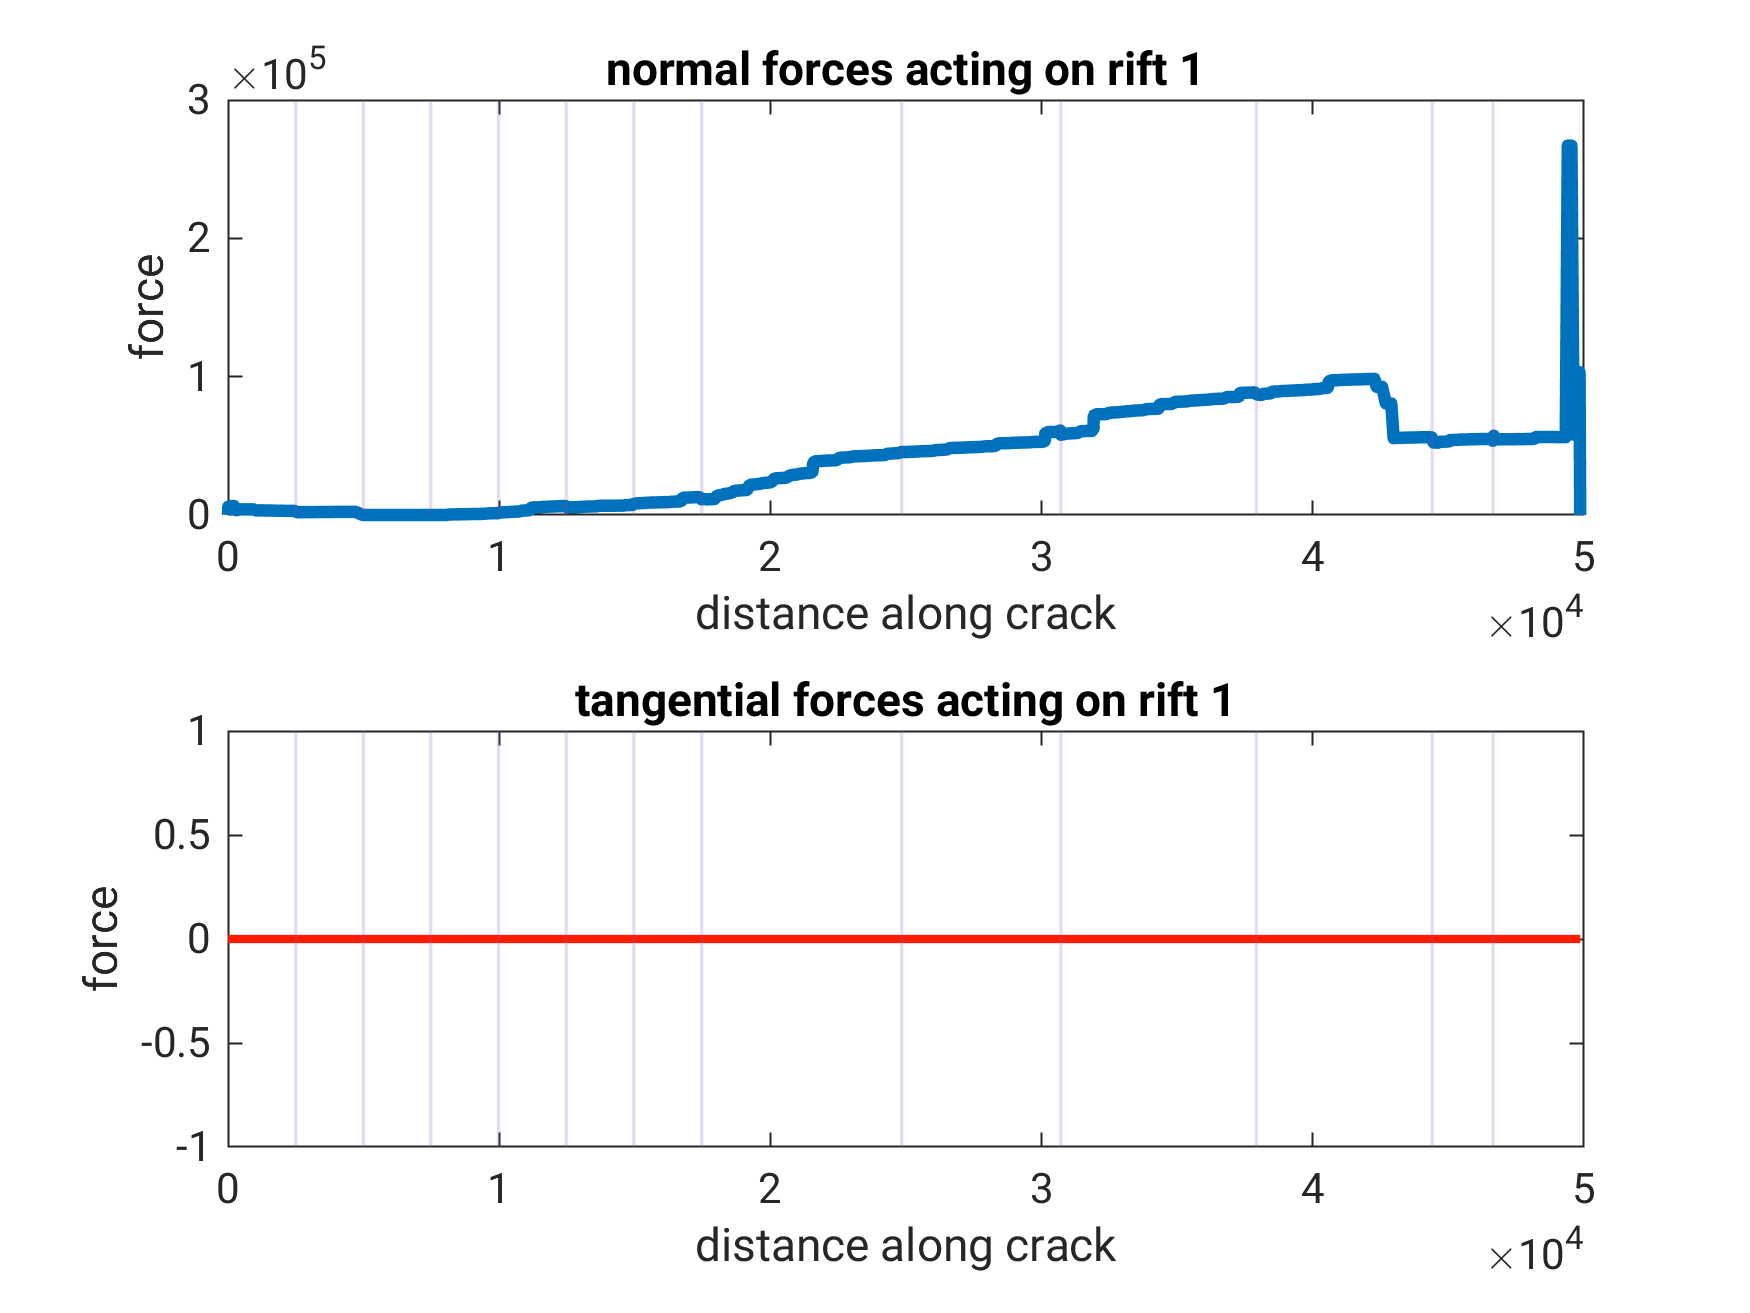 ×10^5
normal forces acting on rift 1
3
2
1
0
force
0 1 2 3 4 5
distance along crack
×10^4
tangential forces acting on rift 1
1
0.5
0
-0.5
-1
force
0 1 2 3 4 5
distance along crack
×10^4